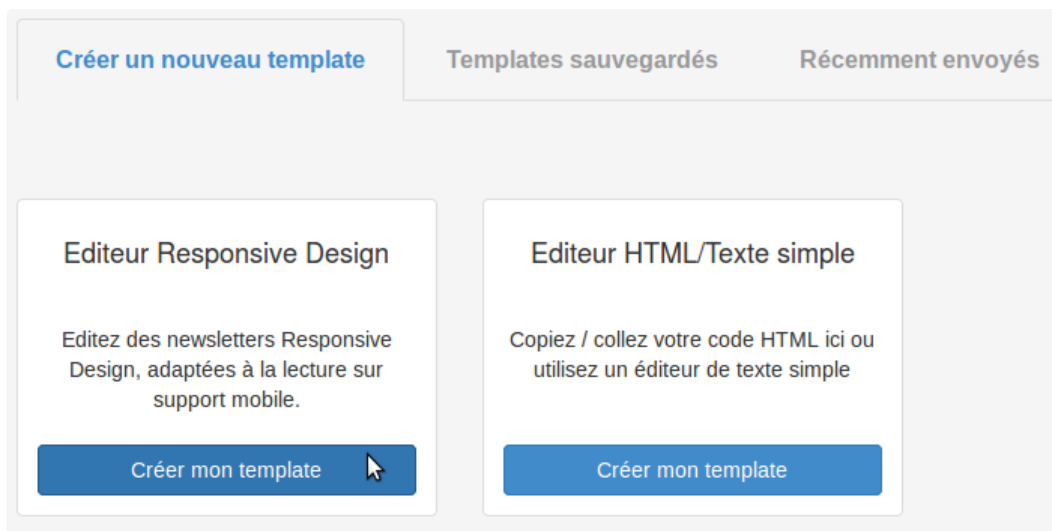 Créer un nouveau template
Templates sauvegardés
Récemment envoyés
Editeur Responsive Design
Editez des newsletters Responsive
Design, adaptées à la lecture sur
support mobile.
Créer mon template
Editeur HTML/Texte simple
Copiez / collez votre code HTML ici ou
utilisez un éditeur de texte simple
Créer mon template